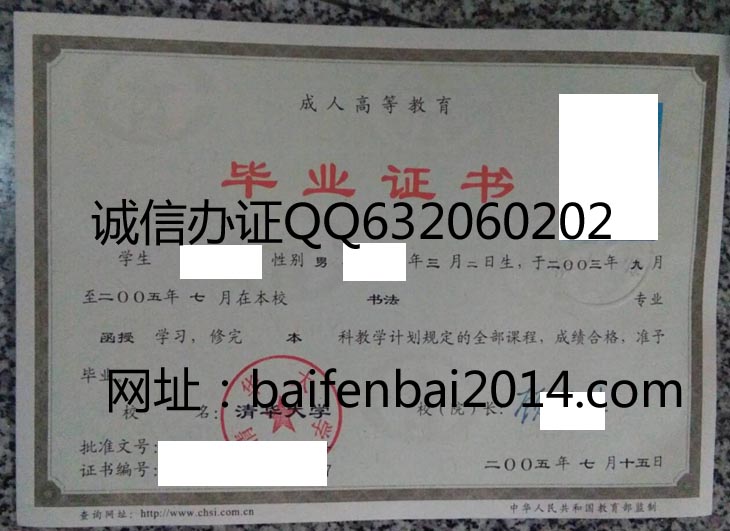 成人高等教育
毕业证书
诚信办证QQ632060202
学生 性别 男 年三月二日生，于二〇〇三年 九 月
至二〇〇五年 七 月在本校 书法 专业
函授 学习，修完 本 科教学计划规定的全部课程，成绩合格，准予
毕业
网址：baifenbai2014.com
校 名：清华大学 校（院）长：
批准文号：
证书编号： 7
二〇〇五年 七 月十五日
查询网址：http://www.chsi.com.cn 中华人民共和国教育部监制